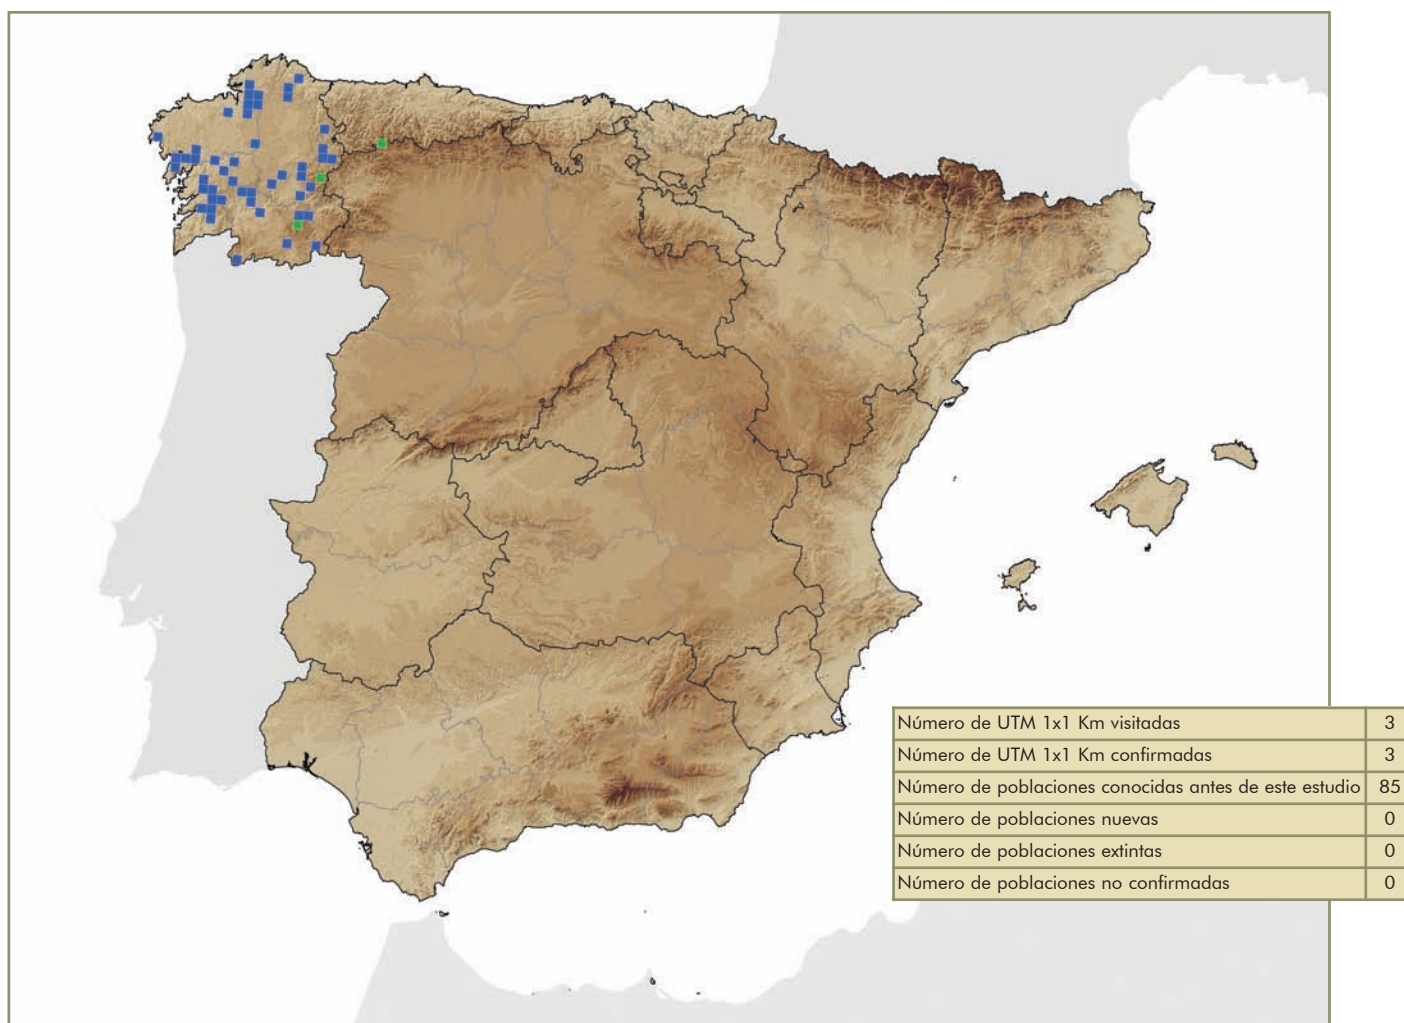 Número de UTM 1x1 Km visitadas 3
Número de UTM 1x1 Km confirmadas 3
Número de poblaciones conocidas antes de este estudio 85
Número de poblaciones nuevas 0
Número de poblaciones extintas 0
Número de poblaciones no confirmadas 0